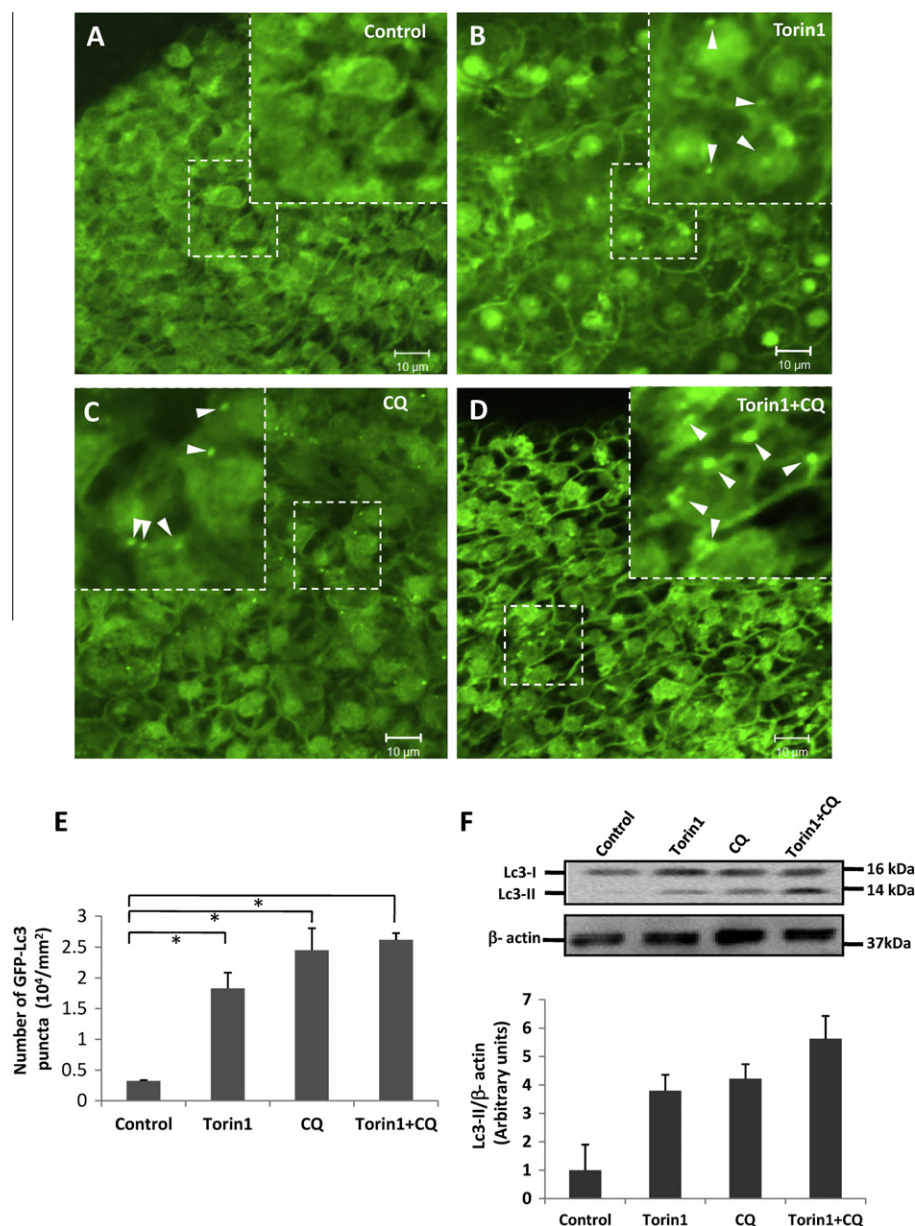 A
Control
10 µm
B
Torin1
10 µm
C
CQ
10 µm
D
Torin1+CQ
10 µm
E
Number of GFP-Lc3
puncta (10⁴/mm²)
3
2.5
2
1.5
1
0.5
0
*
*
*
Control Torin1 CQ Torin1+CQ
F
Control Torin1 CQ Torin1+CQ
Lc3-I
Lc3-II
16 kDa
14 kDa
β- actin
37kDa
Lc3-II/β- actin
(Arbitrary units)
7
6
5
4
3
2
1
0
Control Torin1 CQ Torin1+CQ